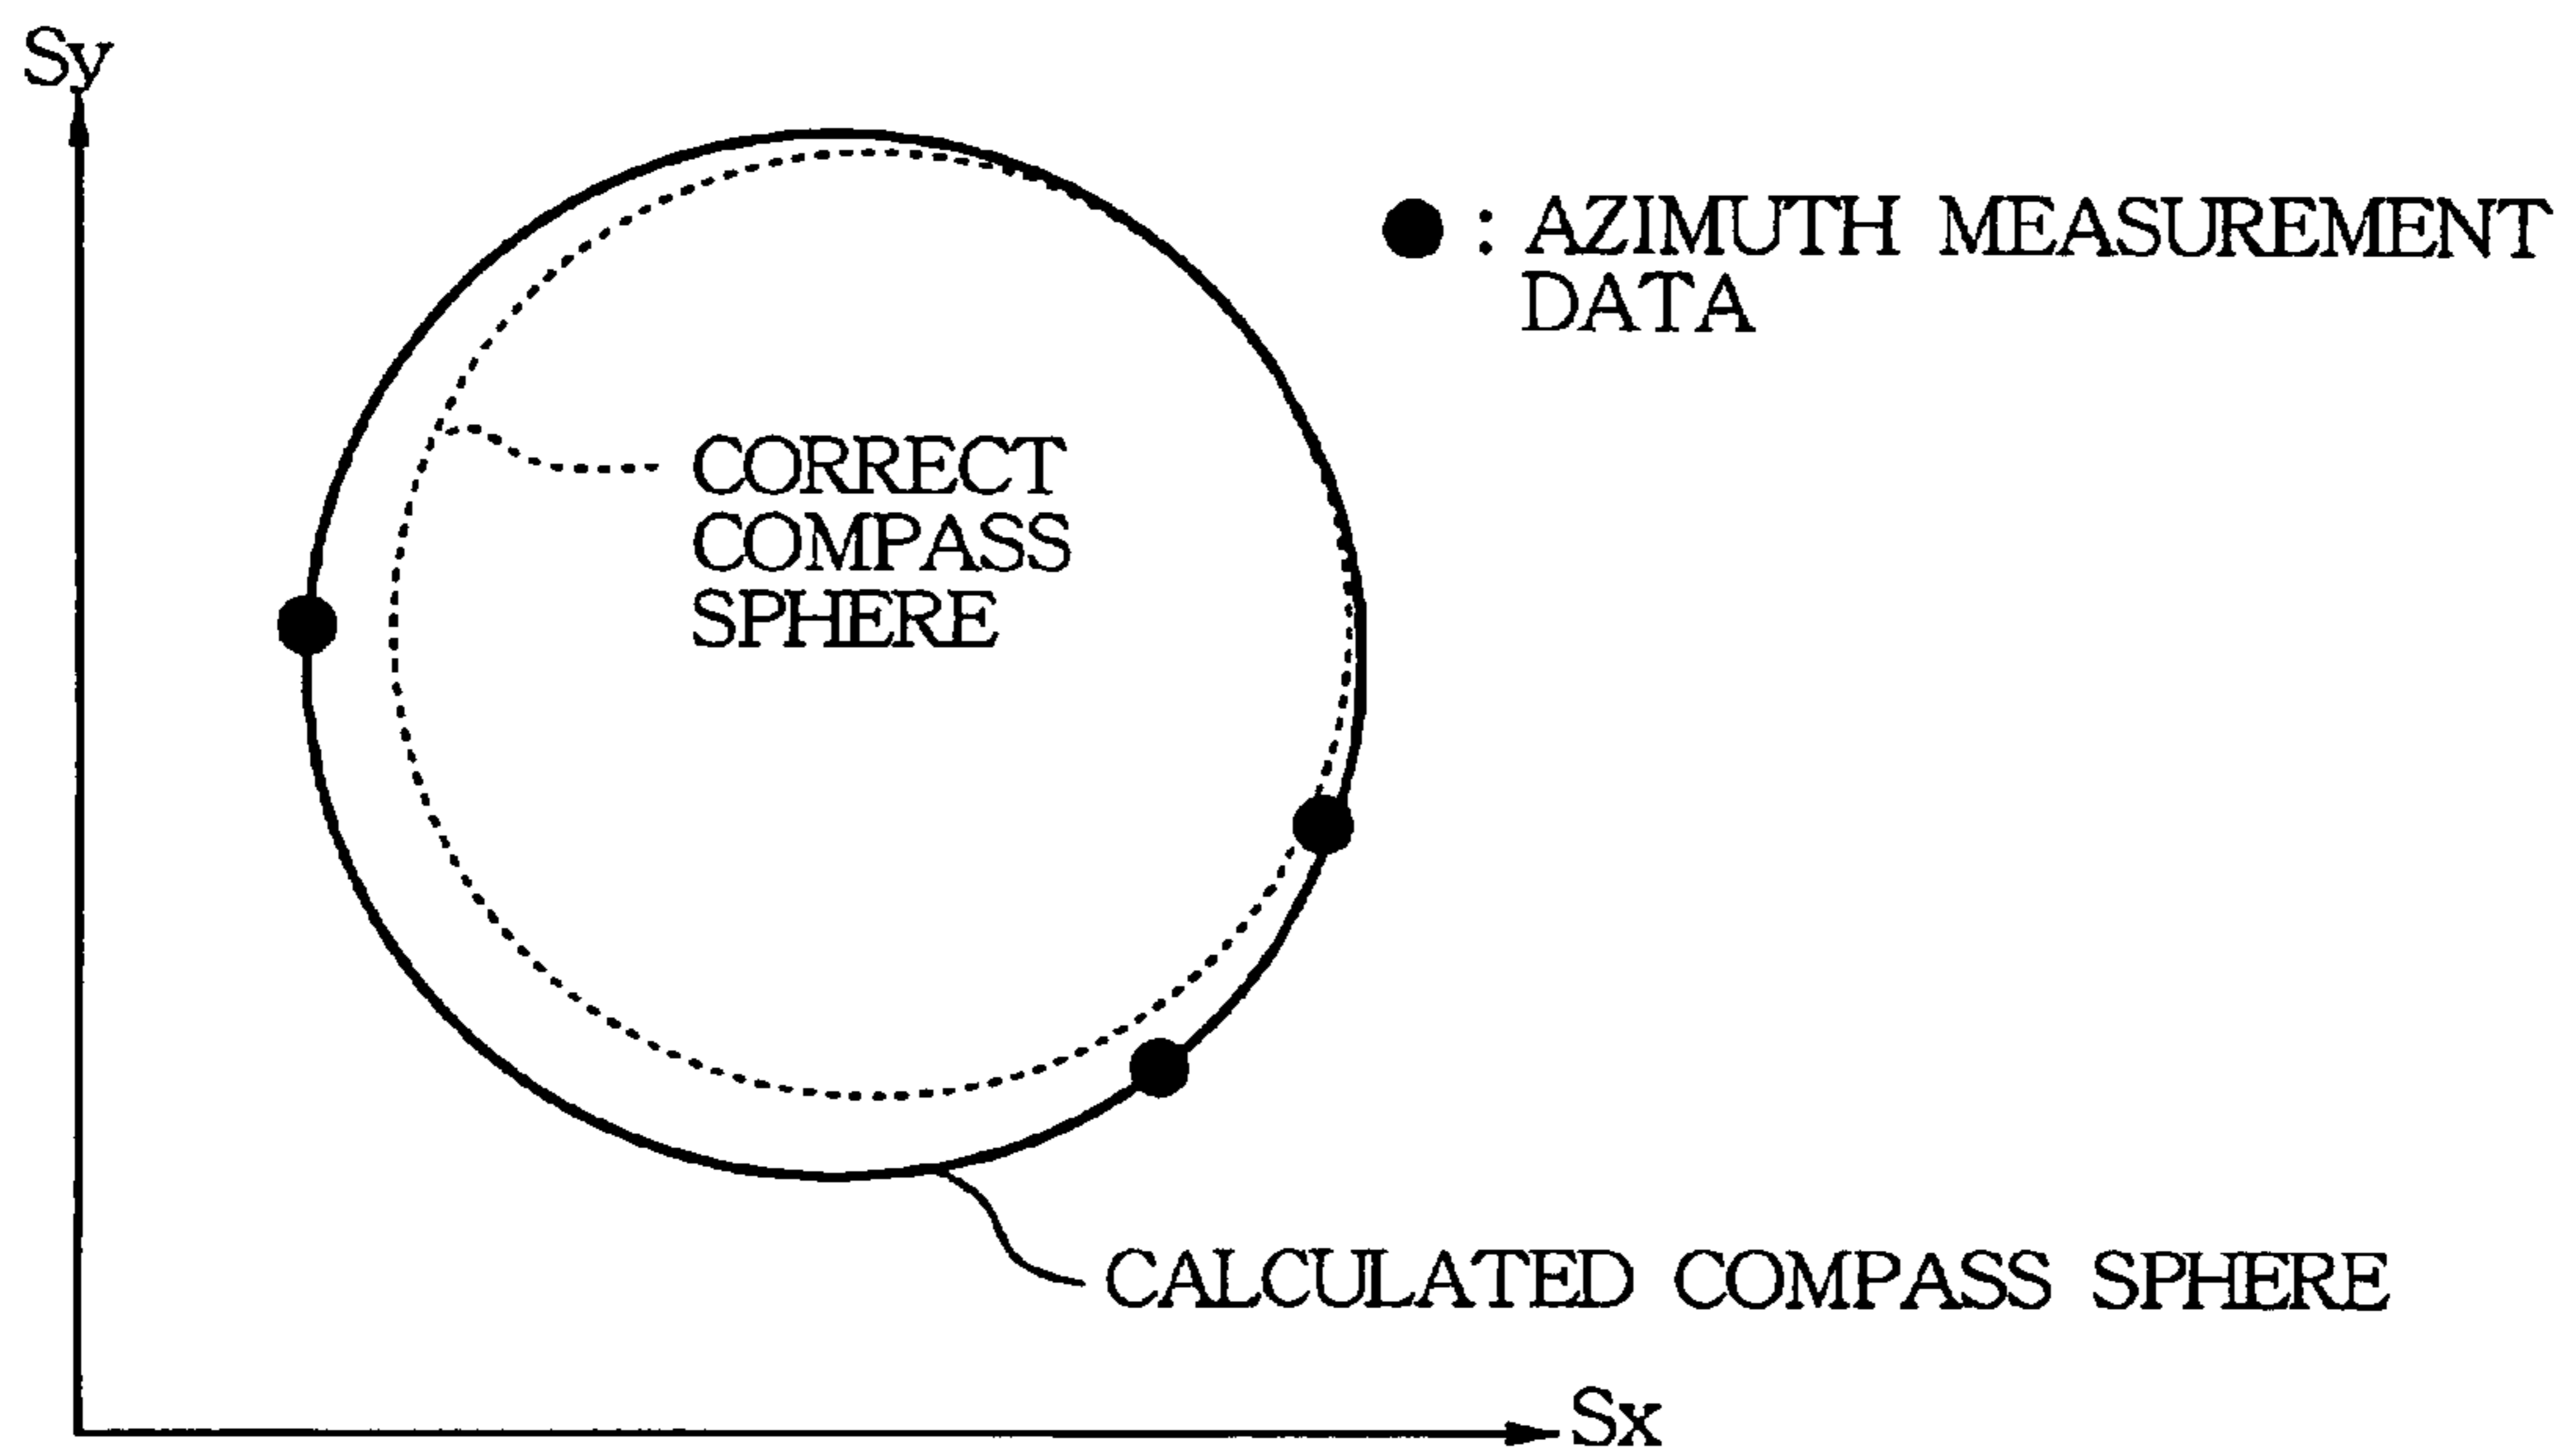 Sy
● : AZIMUTH MEASUREMENT
DATA
CORRECT
COMPASS
SPHERE
CALCULATED COMPASS SPHERE
Sx